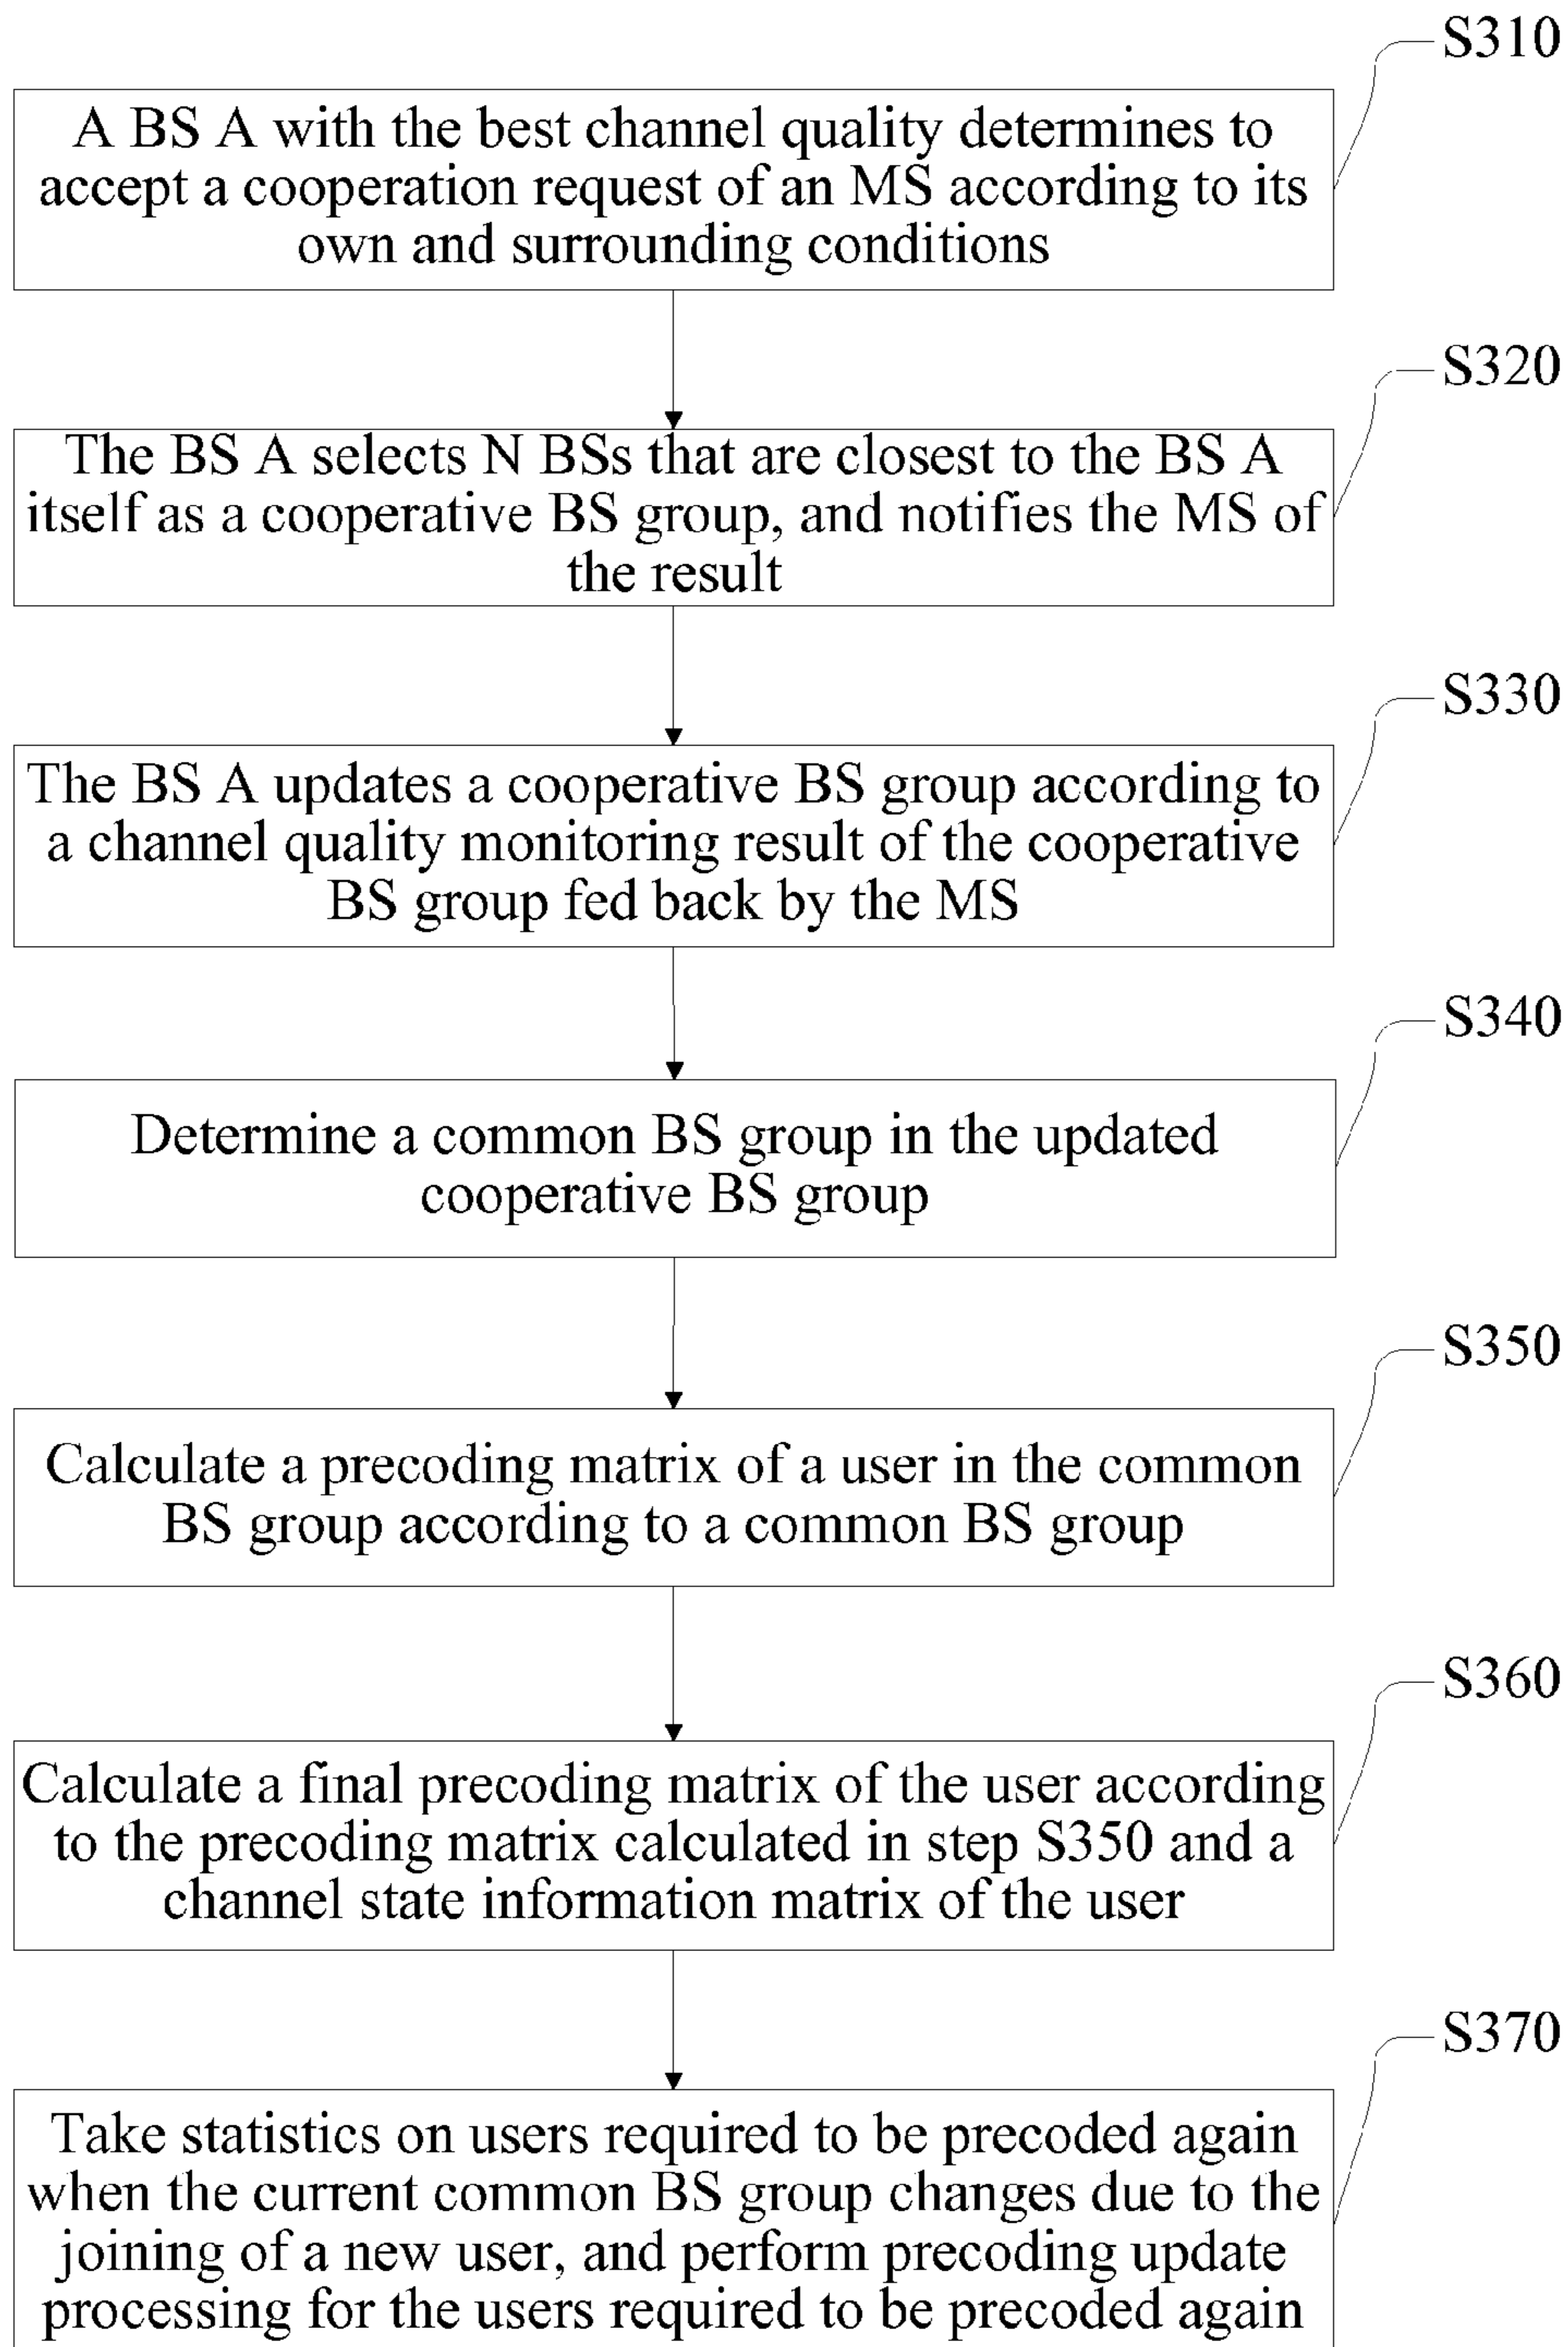 S310
A BS A with the best channel quality determines to
accept a cooperation request of an MS according to its
own and surrounding conditions
S320
The BS A selects N BSs that are closest to the BS A
itself as a cooperative BS group, and notifies the MS of
the result
S330
The BS A updates a cooperative BS group according to
a channel quality monitoring result of the cooperative
BS group fed back by the MS
S340
Determine a common BS group in the updated
cooperative BS group
S350
Calculate a precoding matrix of a user in the common
BS group according to a common BS group
S360
Calculate a final precoding matrix of the user according
to the precoding matrix calculated in step S350 and a
channel state information matrix of the user
S370
Take statistics on users required to be precoded again
when the current common BS group changes due to the
joining of a new user, and perform precoding update
processing for the users required to be precoded again